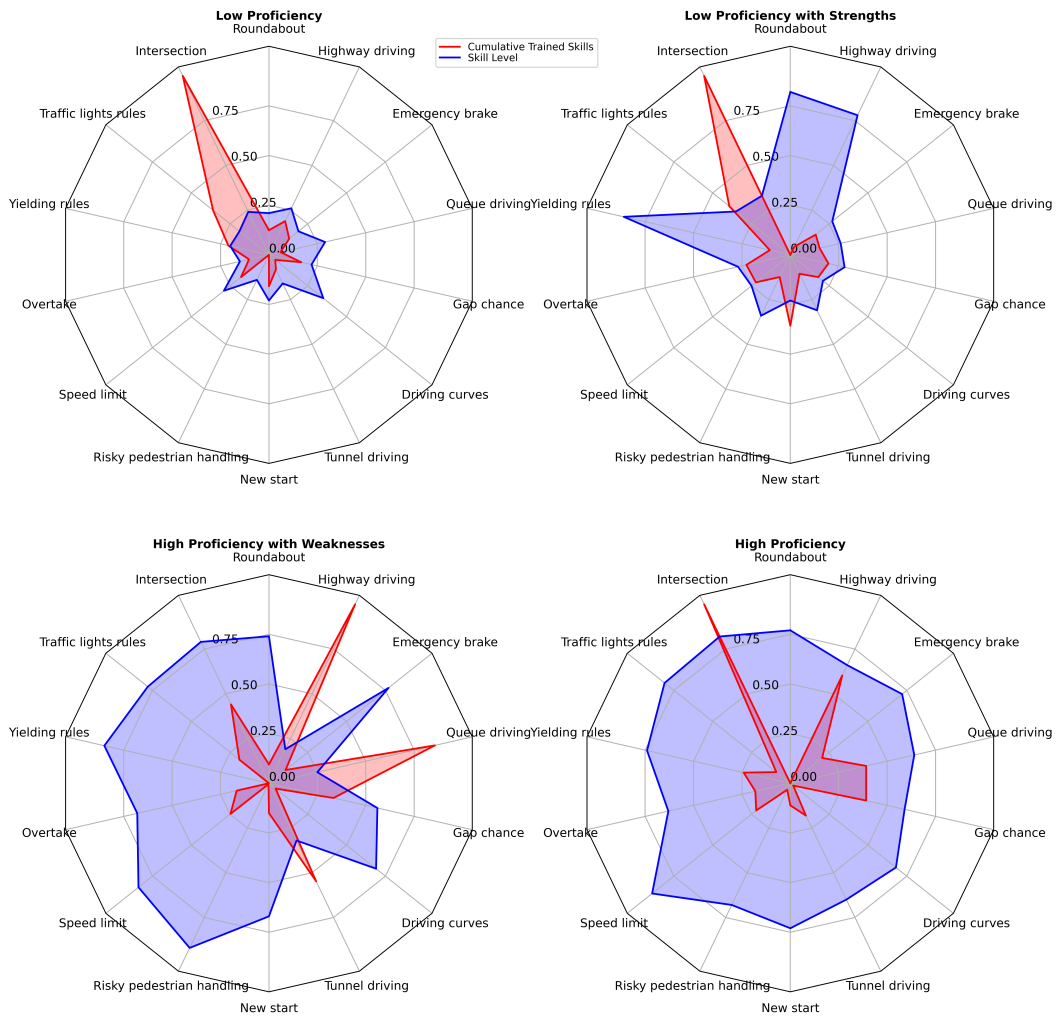 Low Proficiency
Roundabout
Intersection
Highway driving
Traffic lights rules
Emergency brake
Yielding rules
Queue driving
Overtake
Gap chance
Speed limit
Driving curves
Risky pedestrian handling
Tunnel driving
New start
0.75
0.50
0.25
0.00
Cumulative Trained Skills
Skill Level
Low Proficiency with Strengths
Roundabout
Intersection
Highway driving
Traffic lights rules
Emergency brake
Yielding rules
Queue driving
Overtake
Gap chance
Speed limit
Driving curves
Risky pedestrian handling
Tunnel driving
New start
0.75
0.50
0.25
0.00
High Proficiency with Weaknesses
Roundabout
Intersection
Highway driving
Traffic lights rules
Emergency brake
Yielding rules
Queue driving
Overtake
Gap chance
Speed limit
Driving curves
Risky pedestrian handling
Tunnel driving
New start
0.75
0.50
0.25
0.00
High Proficiency
Roundabout
Intersection
Highway driving
Traffic lights rules
Emergency brake
Yielding rules
Queue driving
Overtake
Gap chance
Speed limit
Driving curves
Risky pedestrian handling
Tunnel driving
New start
0.75
0.50
0.25
0.00